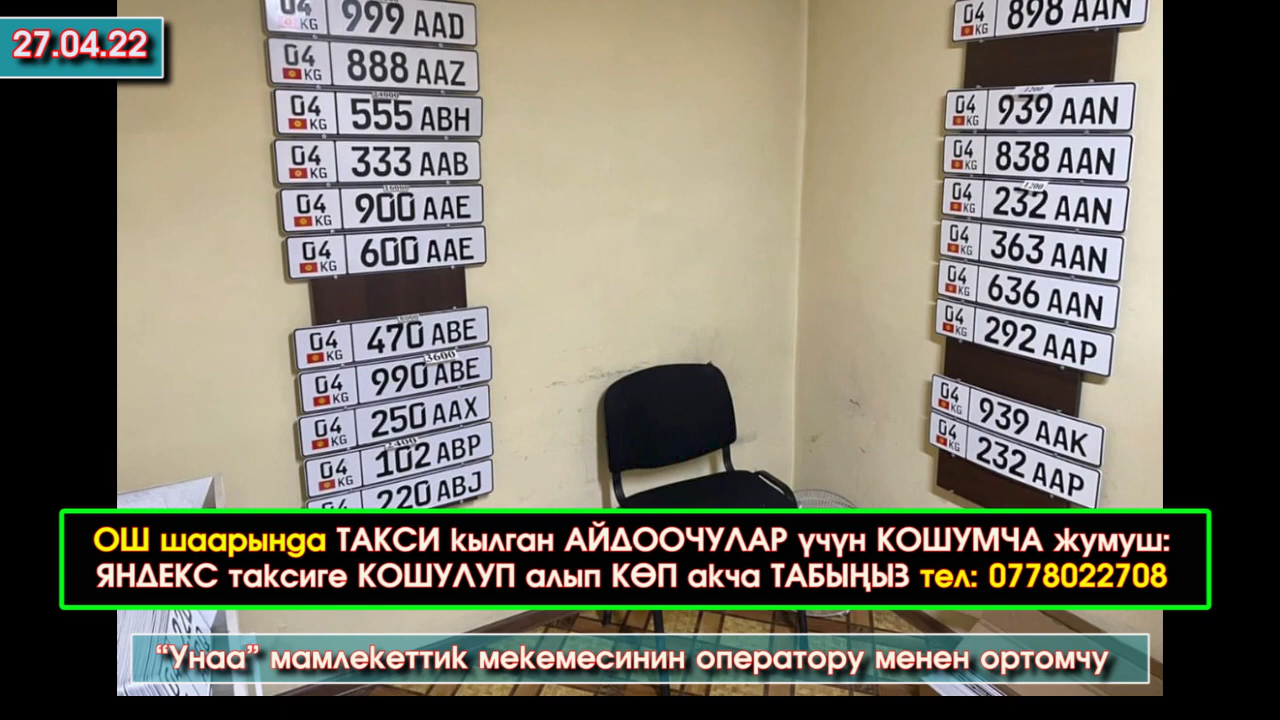 27.04.22
04 KG 999 AAD
04 KG 888 AAZ
04 KG 555 ABH
04 KG 333 AAB
04 KG 900 AAE
04 KG 600 AAE
04 KG 470 ABE
3600
04 KG 990 ABE
04 KG 250 AAX
2400
04 KG 102 ABP
04 220 ABJ
04 KG 898 AAN
1200
04 KG 939 AAN
04 KG 838 AAN
1200
04 KG 232 AAN
04 KG 363 AAN
04 KG 636 AAN
04 KG 292 AAP
04 KG 939 AAK
04 KG 232 AAP
ОШ шаарында ТАКСИ кылган АЙДООЧУЛАР үчүн КОШУМЧА жумуш:
ЯНДЕКС таксиге КОШУЛУП алып КӨП акча ТАБЫҢЫЗ тел: 0778022708
“Унаа” мамлекеттик мекемесинин оператору менен ортомчу